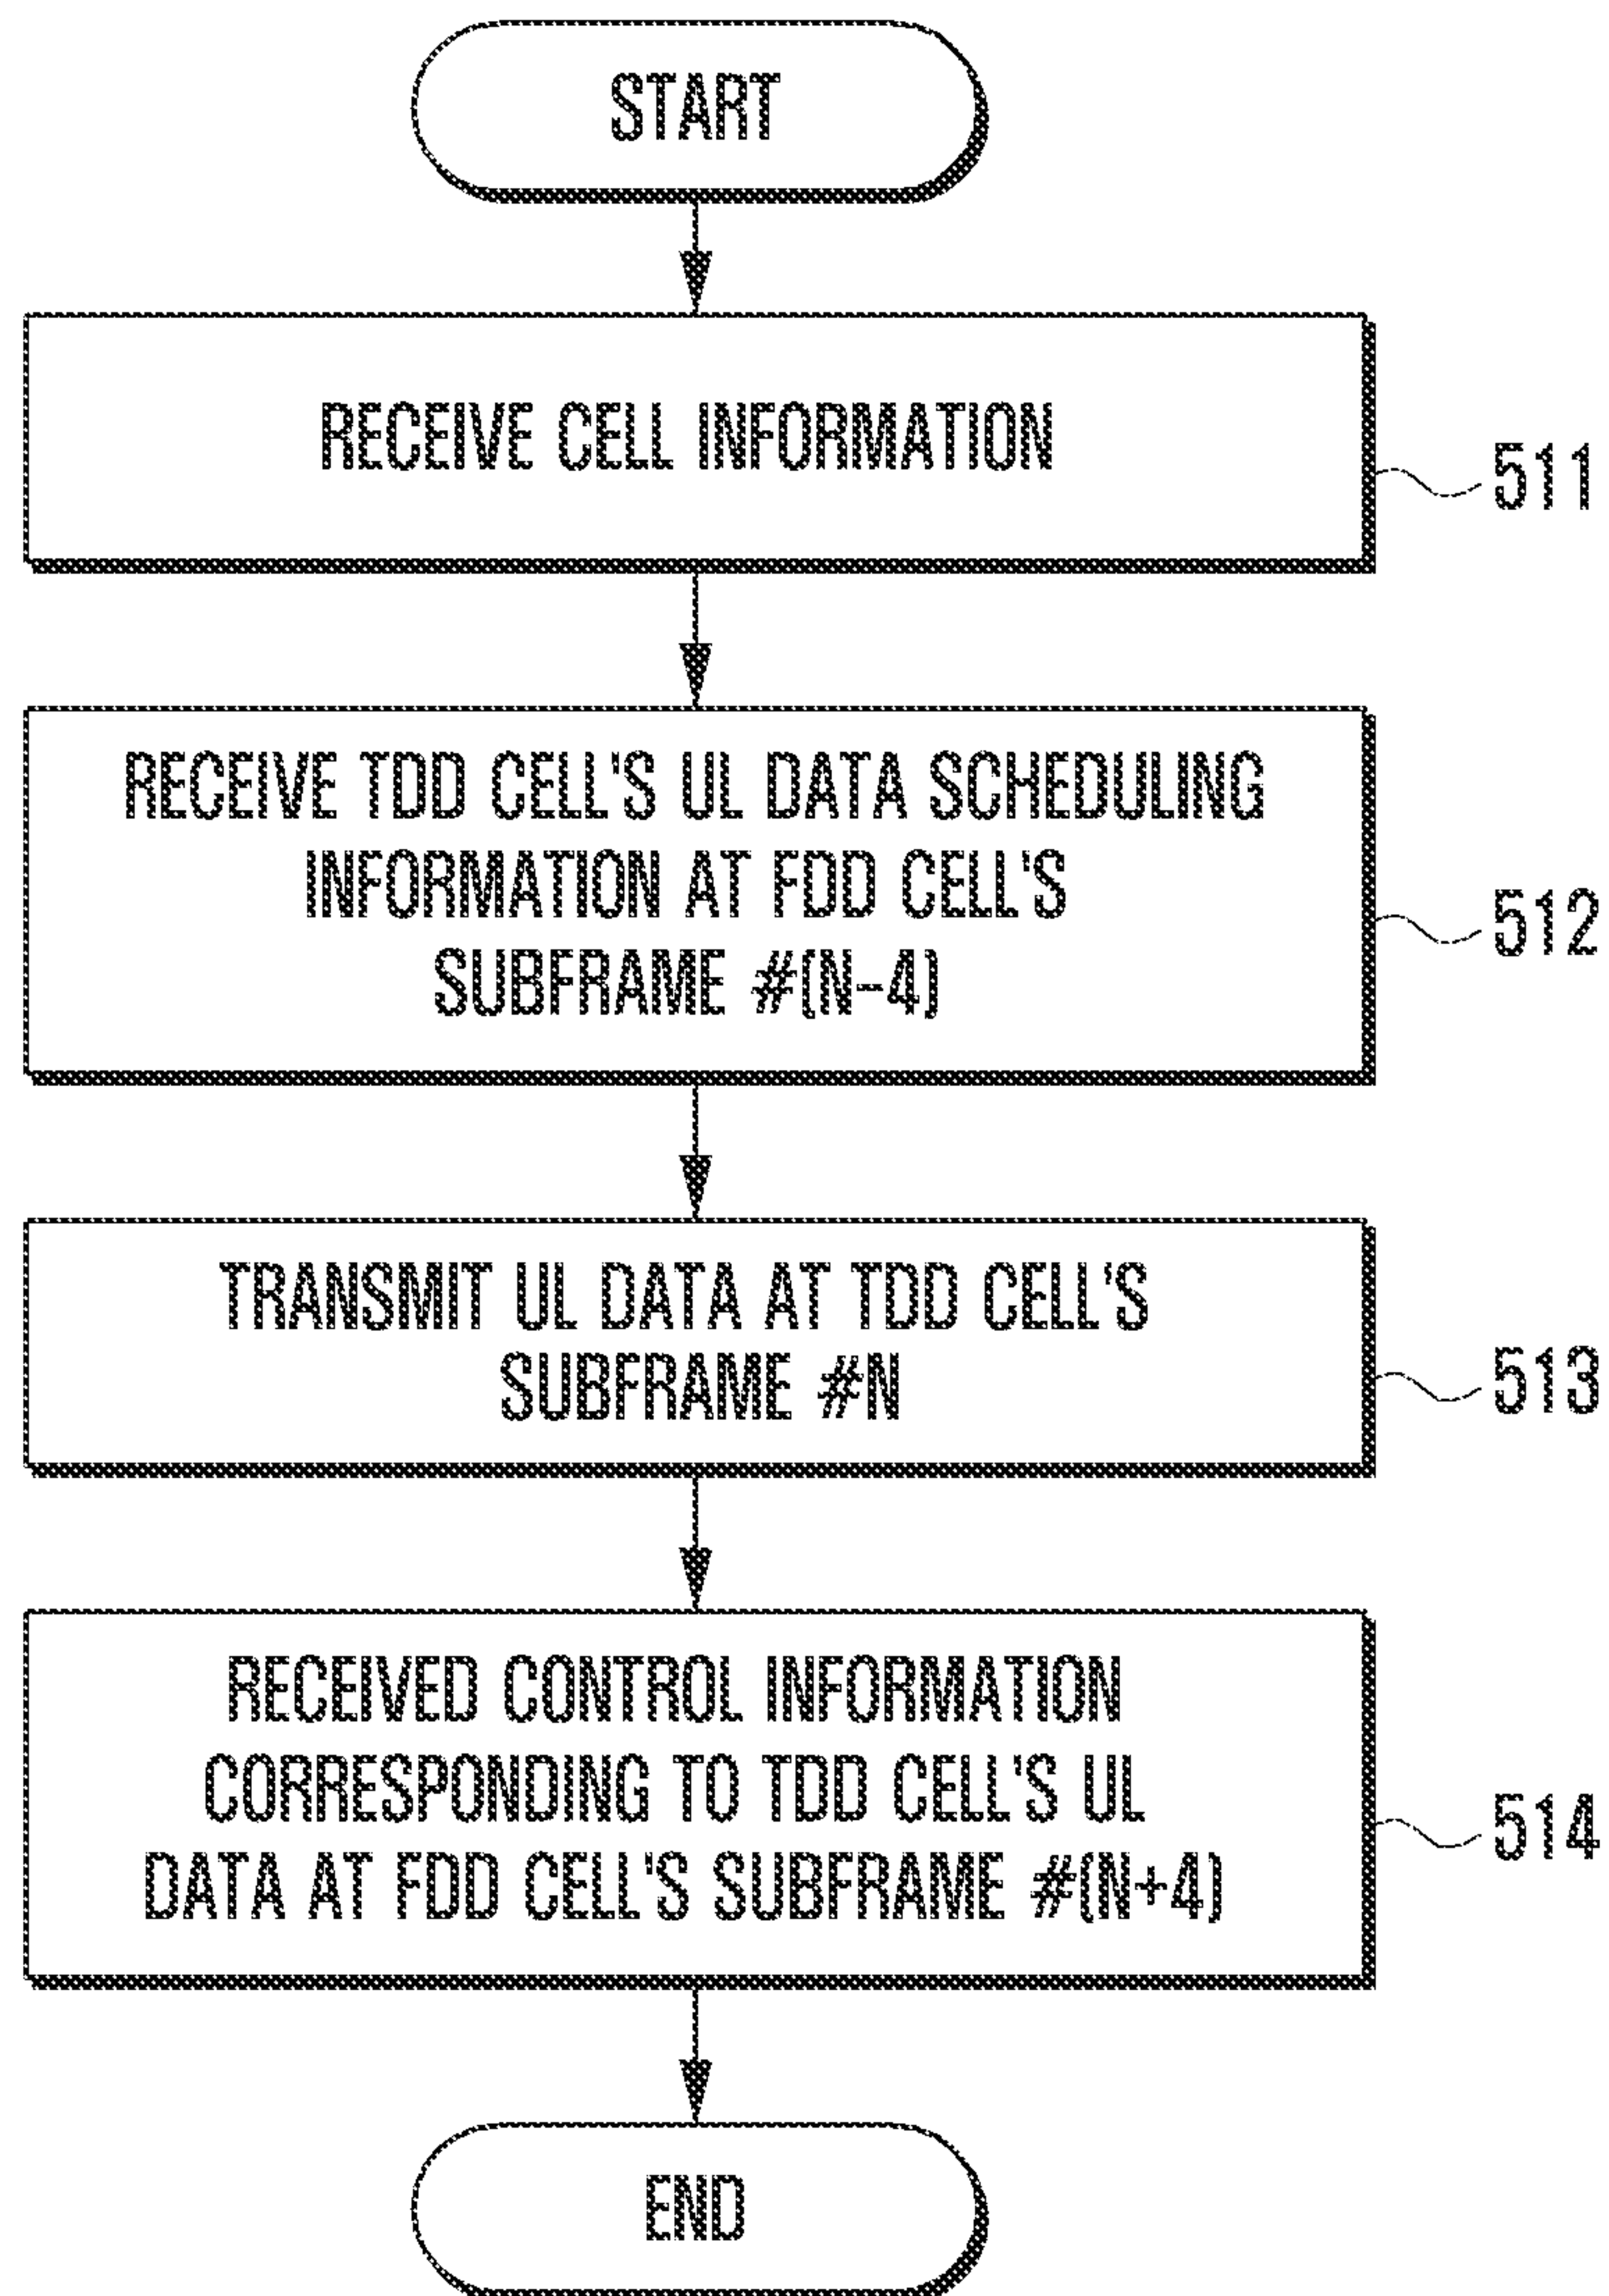 START
RECEIVE CELL INFORMATION
511
RECEIVE TDD CELL'S UL DATA SCHEDULING
INFORMATION AT FDD CELL'S
SUBFRAME #(N-4)
512
TRANSMIT UL DATA AT TDD CELL'S
SUBFRAME #N
513
RECEIVED CONTROL INFORMATION
CORRESPONDING TO TDD CELL'S UL
DATA AT FDD CELL'S SUBFRAME #(N+4)
514
END